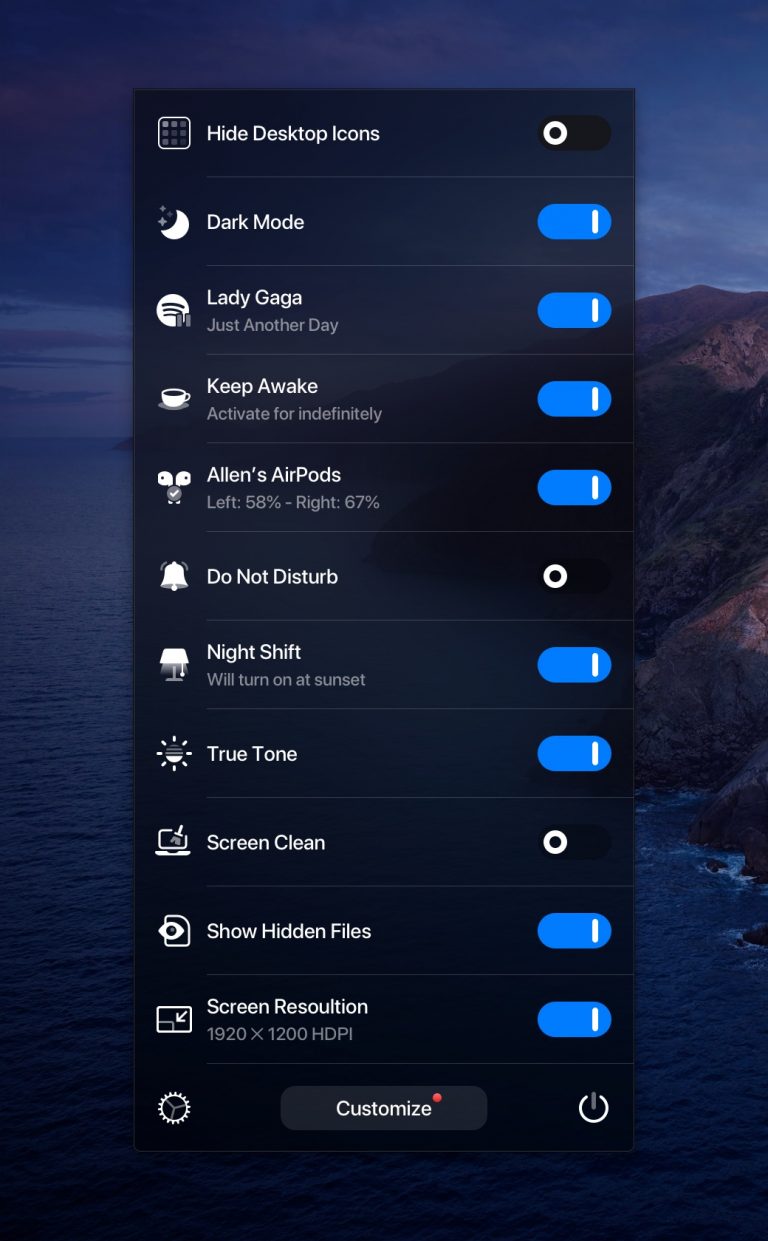 Hide Desktop Icons
Dark Mode
Lady Gaga
Just Another Day
Keep Awake
Activate for indefinitely
Allen’s AirPods
Left: 58% - Right: 67%
Do Not Disturb
Night Shift
Will turn on at sunset
True Tone
Screen Clean
Show Hidden Files
Screen Resoultion
1920 × 1200 HDPI
Customize